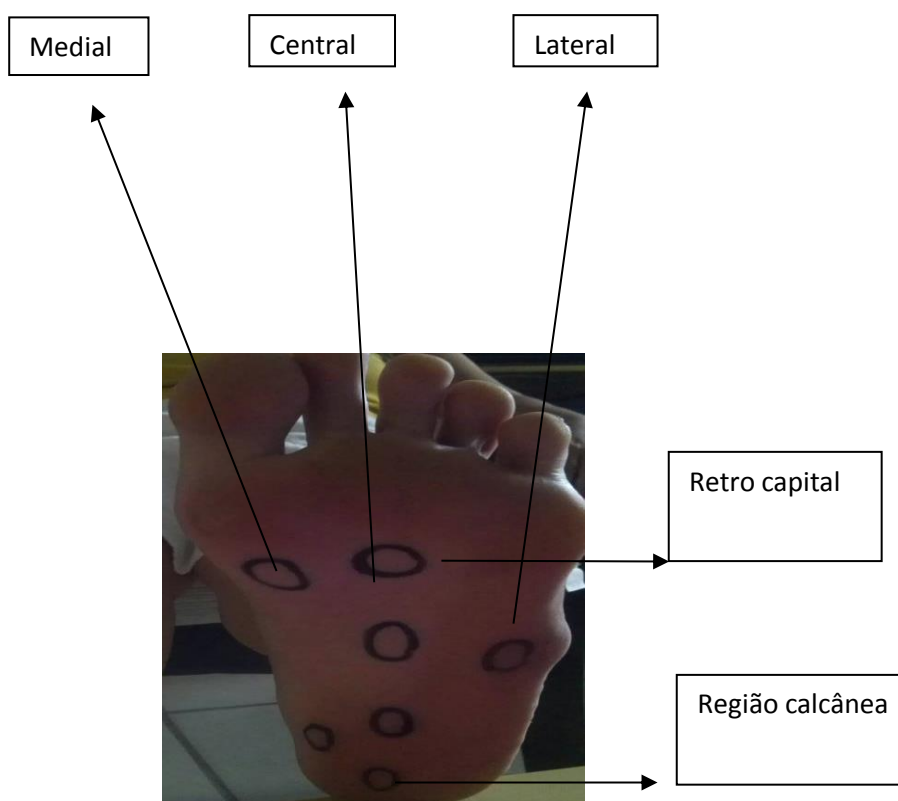 Medial
Central
Lateral
Retro capital
Região calcânea